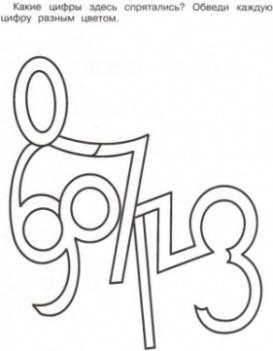 Какие цифры здесь спрятались? Обведи каждую
цифру разным цветом.